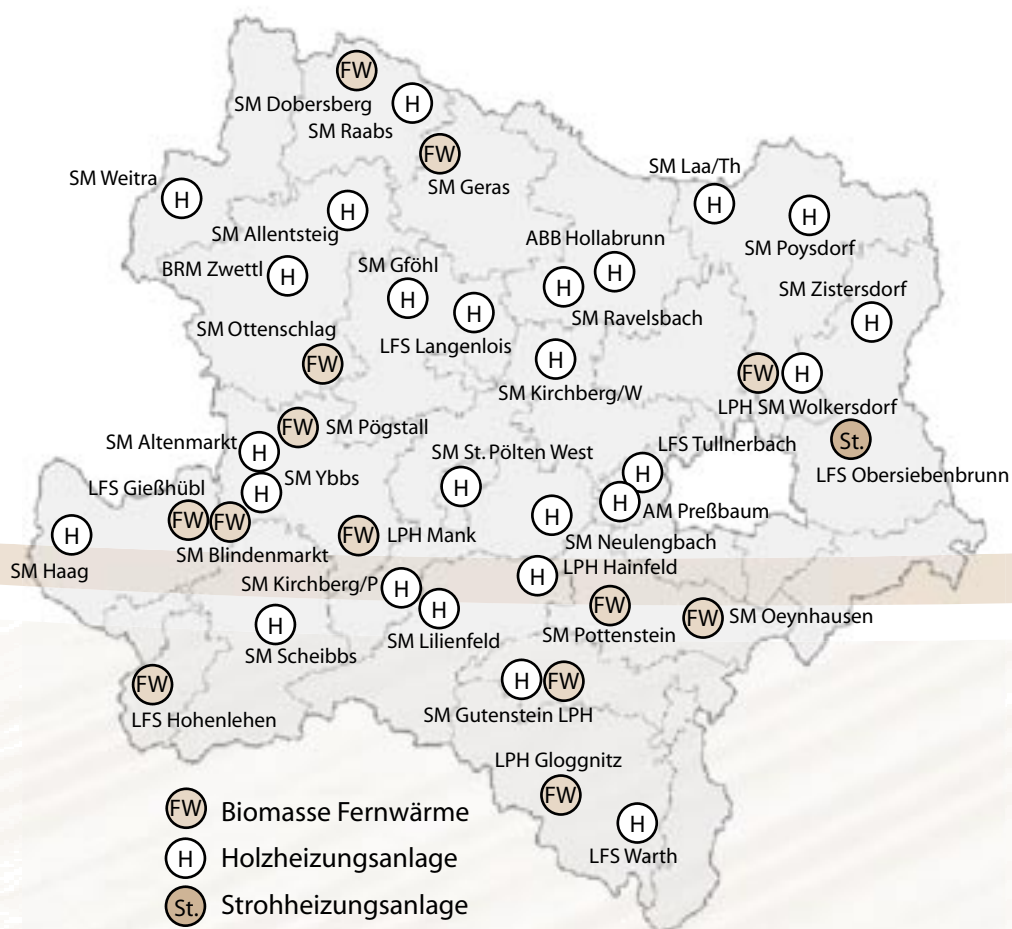 FW
SM Dobersberg
H
SM Raabs
FW
SM Geras
SM Laa/Th
H
SM Weitra
H
H
SM Allentsteig
H
SM Poysdorf
ABB Hollabrunn
H
BRM Zwettl
H
SM Gföhl
H
H
SM Ravelsbach
SM Zistersdorf
H
H
LFS Langenlois
SM Ottenschlag
FW
H
SM Kirchberg/W
FW
H
LPH SM Wolkersdorf
FW
SM Pögstall
SM Altenmarkt
H
St.
LFS Obersiebenbrunn
LFS Tullnerbach
H
SM St. Pölten West
H
H
SM Ybbs
LFS Gießhübl
FW
FW
SM Blindenmarkt
H
AM Preßbaum
H
SM Neulengbach
H
SM Haag
FW
LPH Mank
H
LPH Hainfeld
SM Kirchberg/P
H
H
SM Lilienfeld
FW
SM Pottenstein
FW
SM Oeynhausen
H
SM Scheibbs
FW
LFS Hohenlehen
H
FW
SM Gutenstein LPH
LPH Gloggnitz
FW
H
LFS Warth
FW Biomasse Fernwärme
H Holzheizungsanlage
St. Strohheizungsanlage